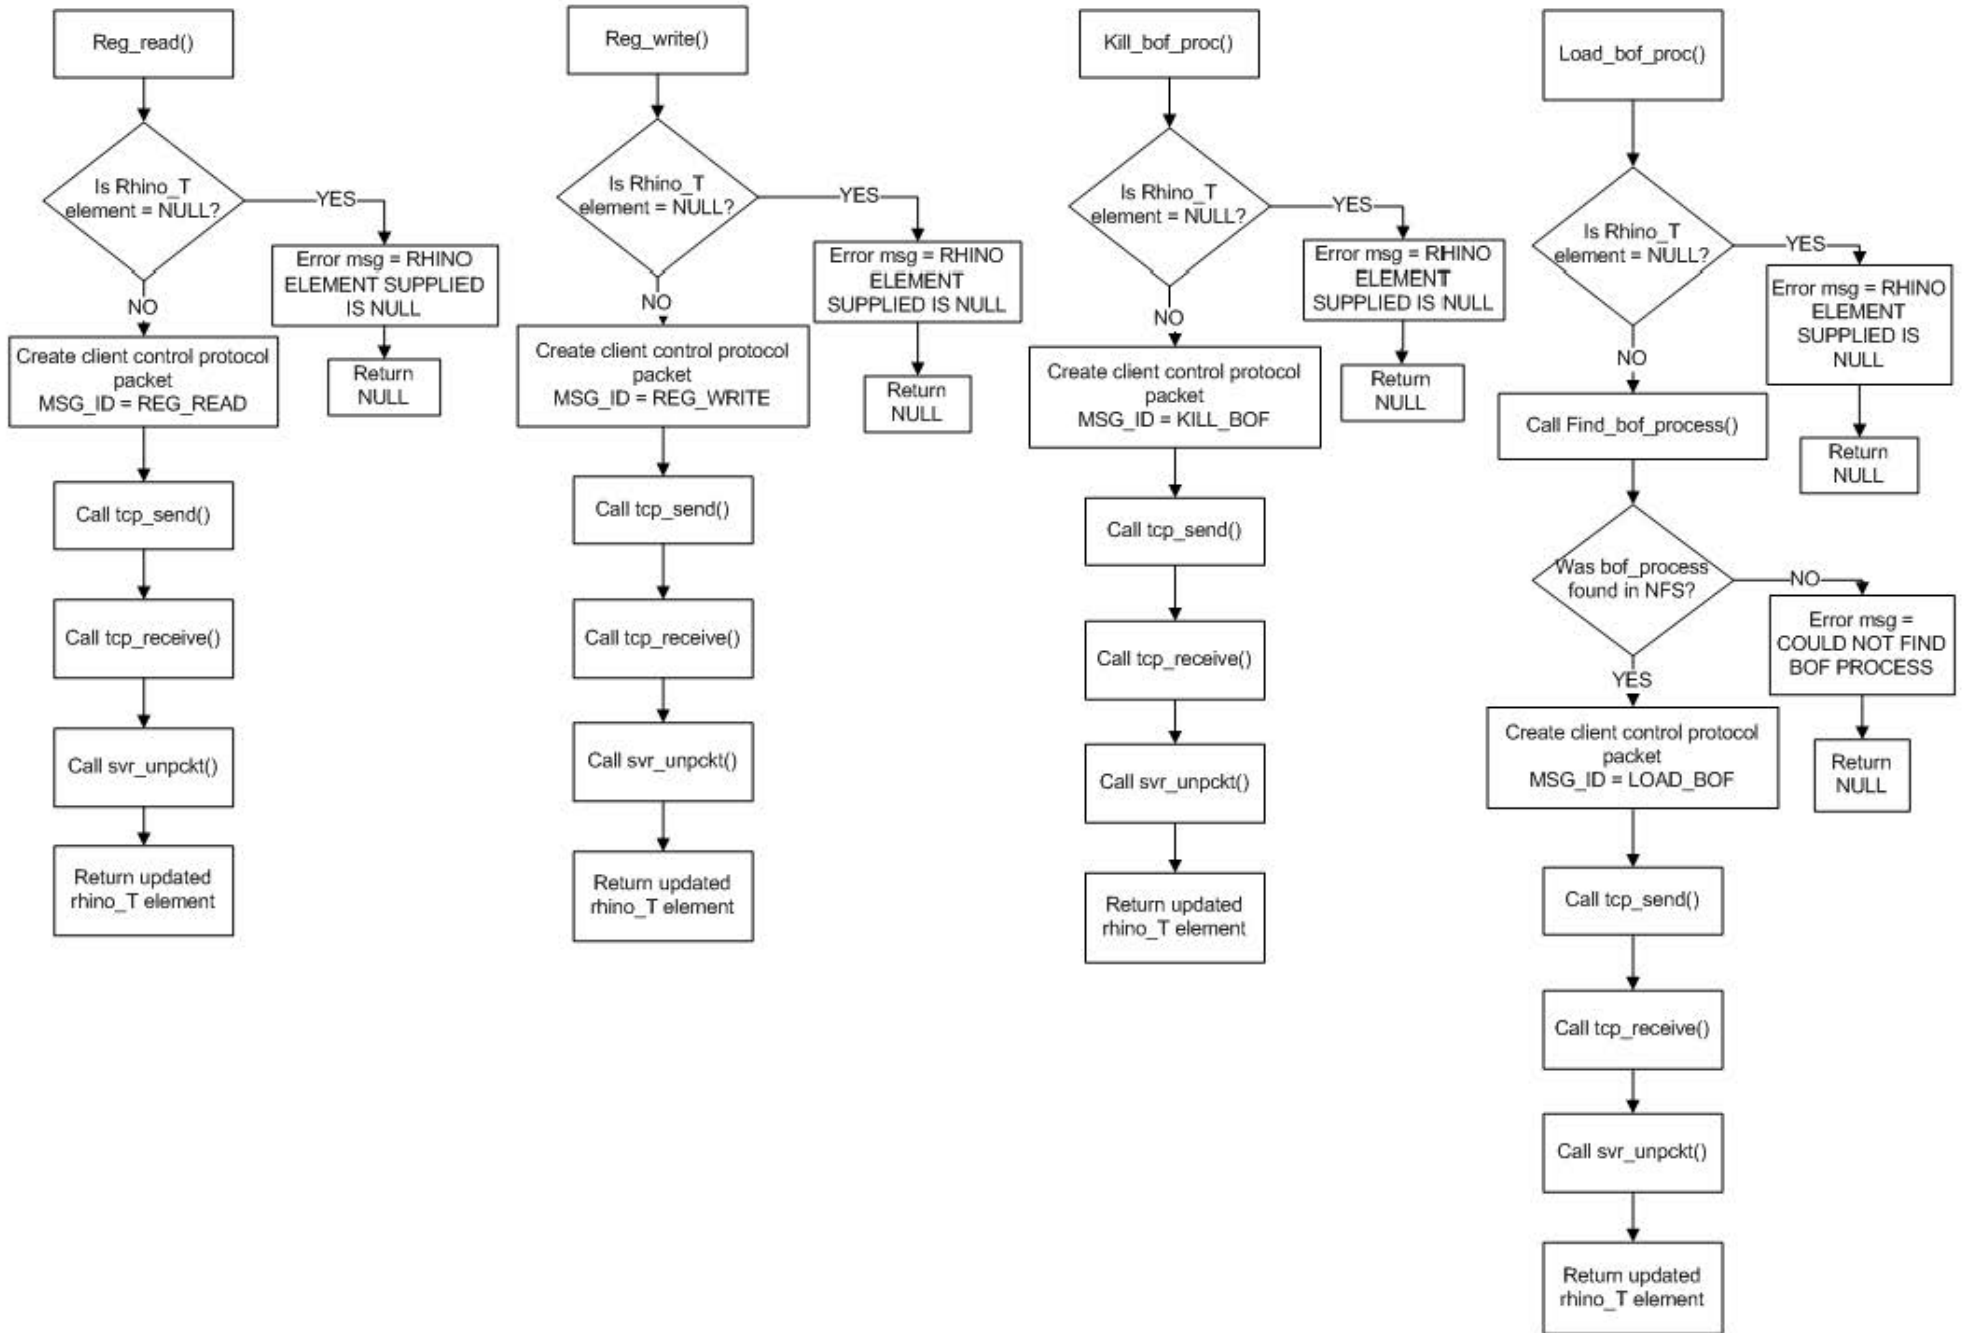 Reg_read()
Is Rhino_T
element = NULL?
YES
Error msg = RHINO
ELEMENT SUPPLIED
IS NULL
Return
NULL
NO
Create client control protocol
packet
MSG_ID = REG_READ
Call tcp_send()
Call tcp_receive()
Call svr_unpckt()
Return updated
rhino_T element
Reg_write()
Is Rhino_T
element = NULL?
YES
Error msg = RHINO
ELEMENT
SUPPLIED IS NULL
Return
NULL
NO
Create client control protocol
packet
MSG_ID = REG_WRITE
Call tcp_send()
Call tcp_receive()
Call svr_unpckt()
Return updated
rhino_T element
Kill_bof_proc()
Is Rhino_T
element = NULL?
YES
Error msg = RHINO
ELEMENT
SUPPLIED IS NULL
Return
NULL
NO
Create client control protocol
packet
MSG_ID = KILL_BOF
Call tcp_send()
Call tcp_receive()
Call svr_unpckt()
Return updated
rhino_T element
Load_bof_proc()
Is Rhino_T
element = NULL?
YES
Error msg = RHINO
ELEMENT
SUPPLIED IS
NULL
Return
NULL
NO
Call Find_bof_process()
Was bof_process
found in NFS?
NO
Error msg =
COULD NOT FIND
BOF PROCESS
Return
NULL
YES
Create client control protocol
packet
MSG_ID = LOAD_BOF
Call tcp_send()
Call tcp_receive()
Call svr_unpckt()
Return updated
rhino_T element